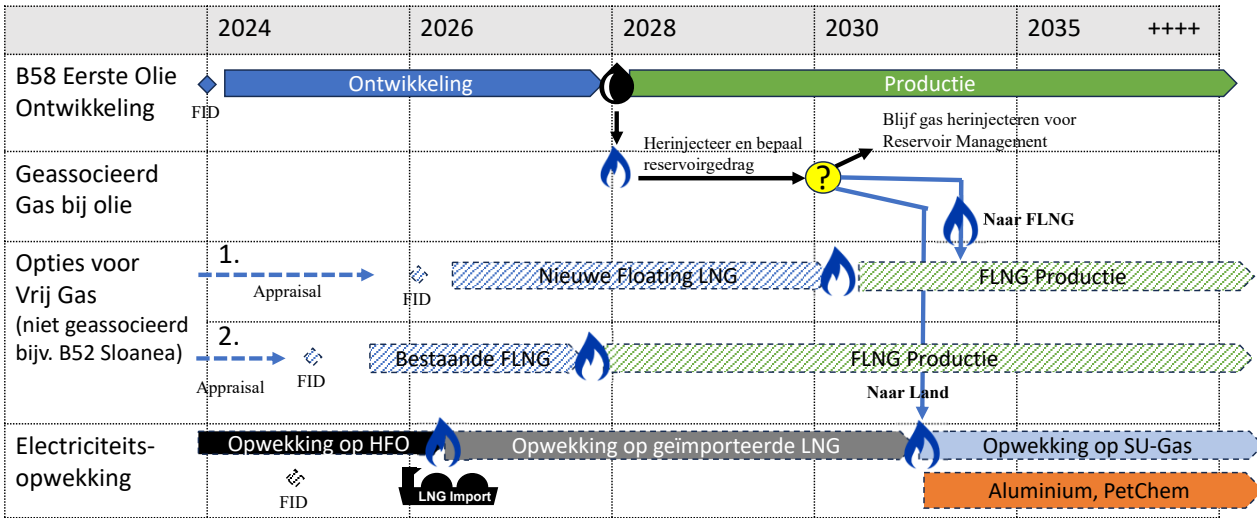 2024 2026 2028 2030 2035 ++++
B58 Eerste Olie
Ontwikkeling
FID
Ontwikkeling
Productie
Blijf gas herinjecteren voor
Reservoir Management
Herinjecteer en bepaal
reservoirgedrag
Geassocieerd
Gas bij olie
?
Naar FLNG
Opties voor
Vrij Gas
(niet geassocieerd
bijv. B52 Sloanea)
1.
Appraisal
FID
Nieuwe Floating LNG
FLNG Productie
2.
Appraisal
FID
Bestaande FLNG
FLNG Productie
Naar Land
Electriciteits-
opwekking
Opwekking op HFO
Opwekking op geïmporteerde LNG
Opwekking op SU-Gas
FID
LNG Import
Aluminium, PetChem